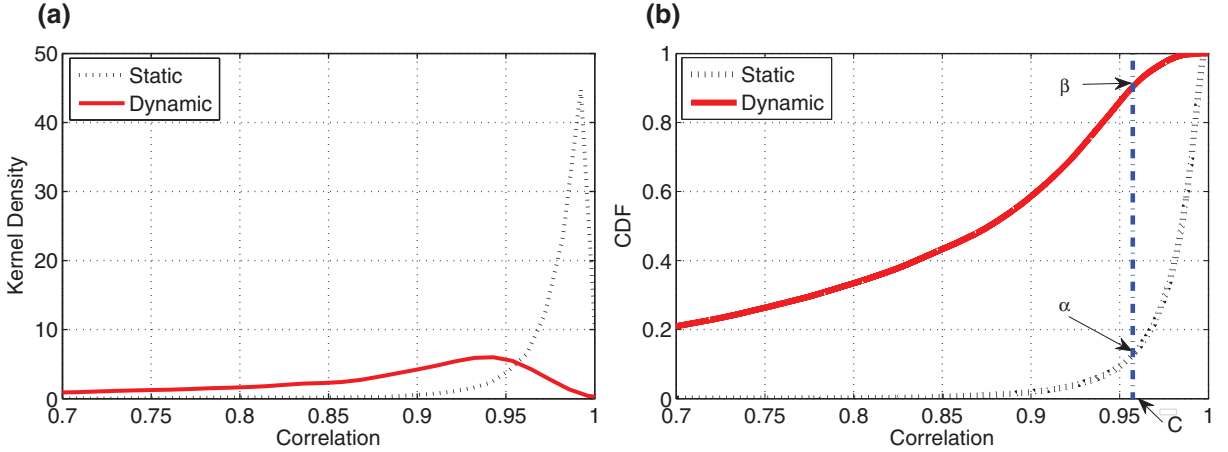 (a)
50
40
30
20
10
0
Kernel Density
Static
Dynamic
0.7 0.75 0.8 0.85 0.9 0.95 1
Correlation
(b)
1
0.8
0.6
0.4
0.2
0
CDF
Static
Dynamic
β
α
C
0.7 0.75 0.8 0.85 0.9 0.95 1
Correlation